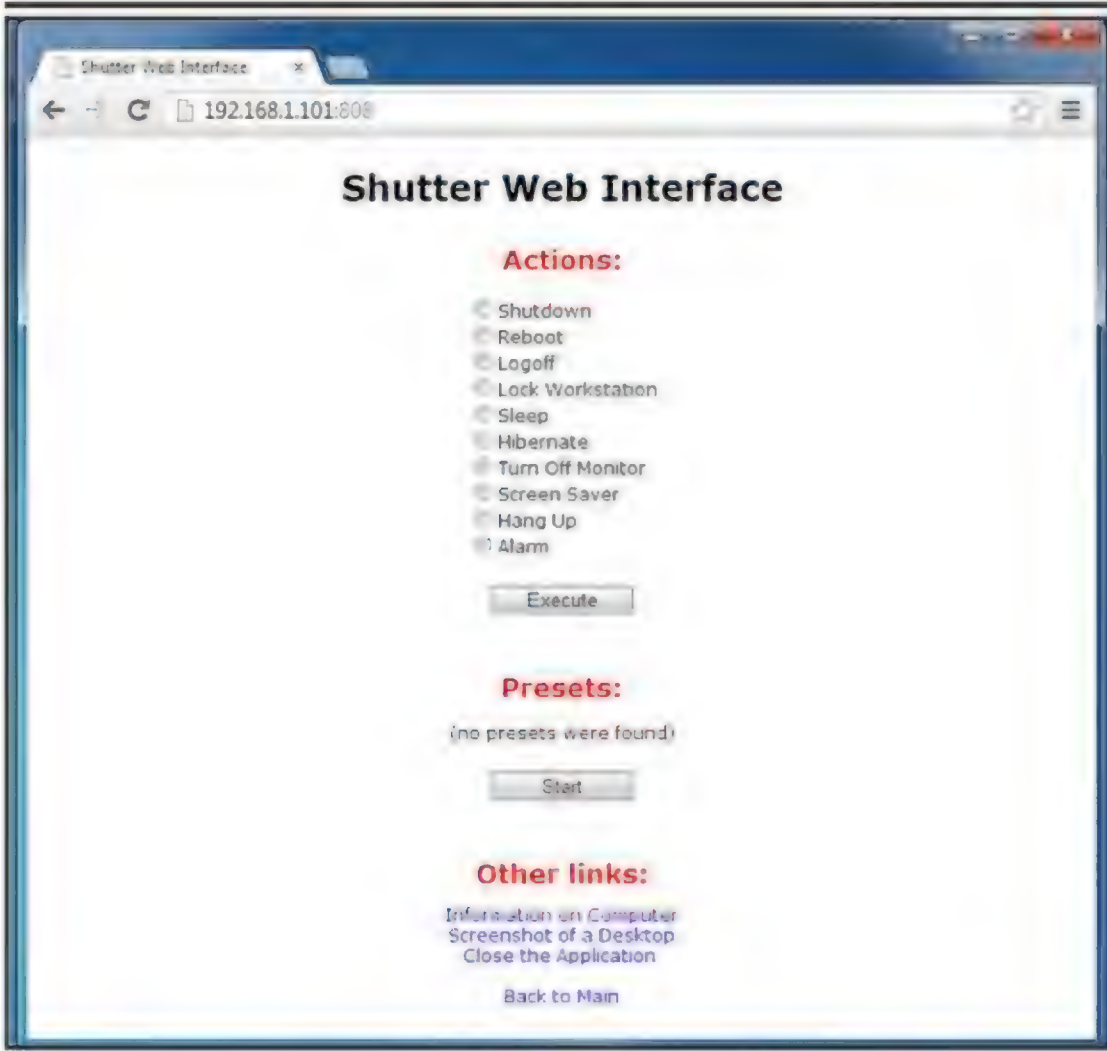 Shutter Web Interface
192.168.1.101:808
Shutter Web Interface
Actions:
Shutdown
Reboot
Logoff
Lock Workstation
Sleep
Hibernate
Turn Off Monitor
Screen Saver
Hang Up
Alarm
Execute
Presets:
(no presets were found)
Start
Other links:
Information on Computer
Screenshot of a Desktop
Close the Application
Back to Main